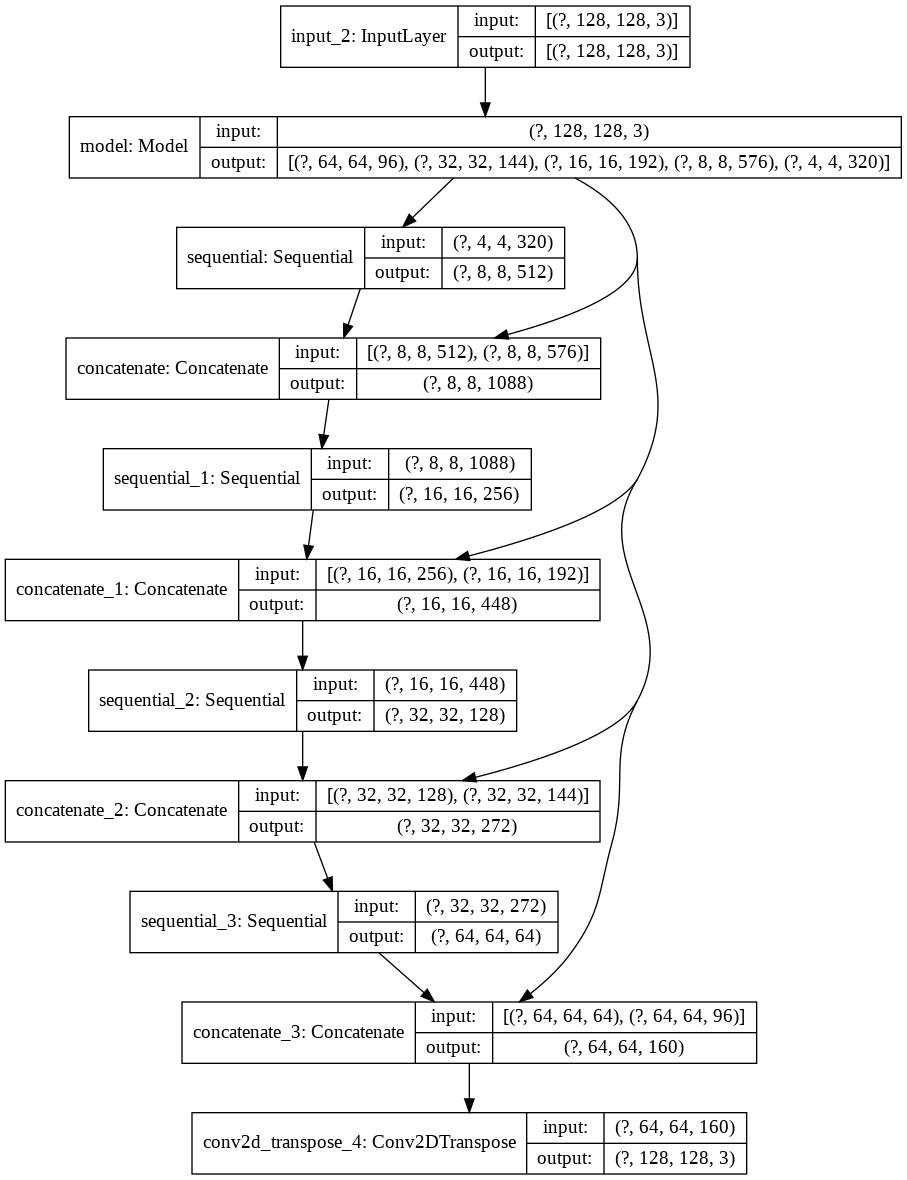 input_2: InputLayer
input: [(?, 128, 128, 3)]
output: [(?, 128, 128, 3)]
model: Model
input: (?, 128, 128, 3)
output: [(?, 64, 64, 96), (?, 32, 32, 144), (?, 16, 16, 192), (?, 8, 8, 576), (?, 4, 4, 320)]
sequential: Sequential
input: (?, 4, 4, 320)
output: (?, 8, 8, 512)
concatenate: Concatenate
input: [(?, 8, 8, 512), (?, 8, 8, 576)]
output: (?, 8, 8, 1088)
sequential_1: Sequential
input: (?, 8, 8, 1088)
output: (?, 16, 16, 256)
concatenate_1: Concatenate
input: [(?, 16, 16, 256), (?, 16, 16, 192)]
output: (?, 16, 16, 448)
sequential_2: Sequential
input: (?, 16, 16, 448)
output: (?, 32, 32, 128)
concatenate_2: Concatenate
input: [(?, 32, 32, 128), (?, 32, 32, 144)]
output: (?, 32, 32, 272)
sequential_3: Sequential
input: (?, 32, 32, 272)
output: (?, 64, 64, 64)
concatenate_3: Concatenate
input: [(?, 64, 64, 64), (?, 64, 64, 96)]
output: (?, 64, 64, 160)
conv2d_transpose_4: Conv2DTranspose
input: (?, 64, 64, 160)
output: (?, 128, 128, 3)